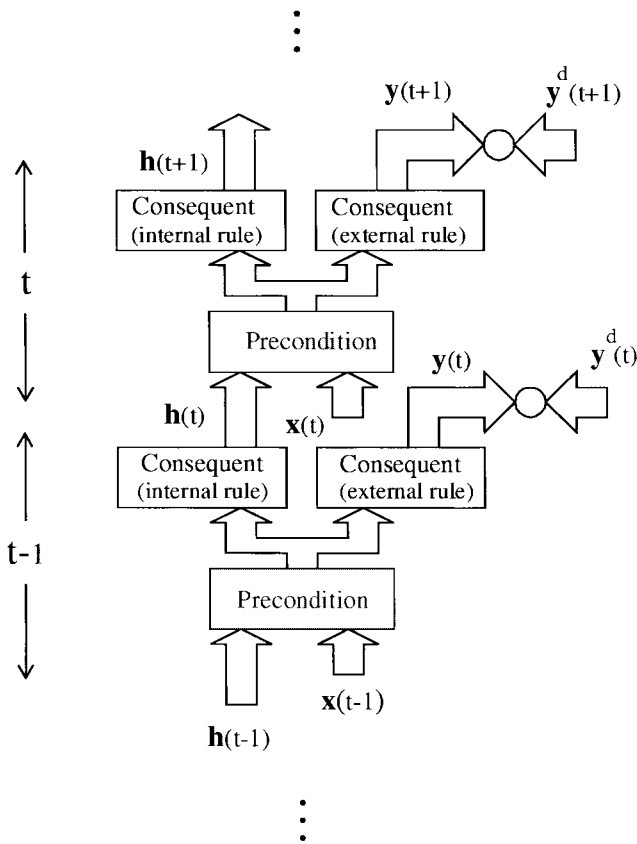 y(t+1)
y^d(t+1)
h(t+1)
Consequent
(internal rule)
Consequent
(external rule)
t
Precondition
y(t)
y^d(t)
h(t)
x(t)
Consequent
(internal rule)
Consequent
(external rule)
t-1
Precondition
x(t-1)
h(t-1)